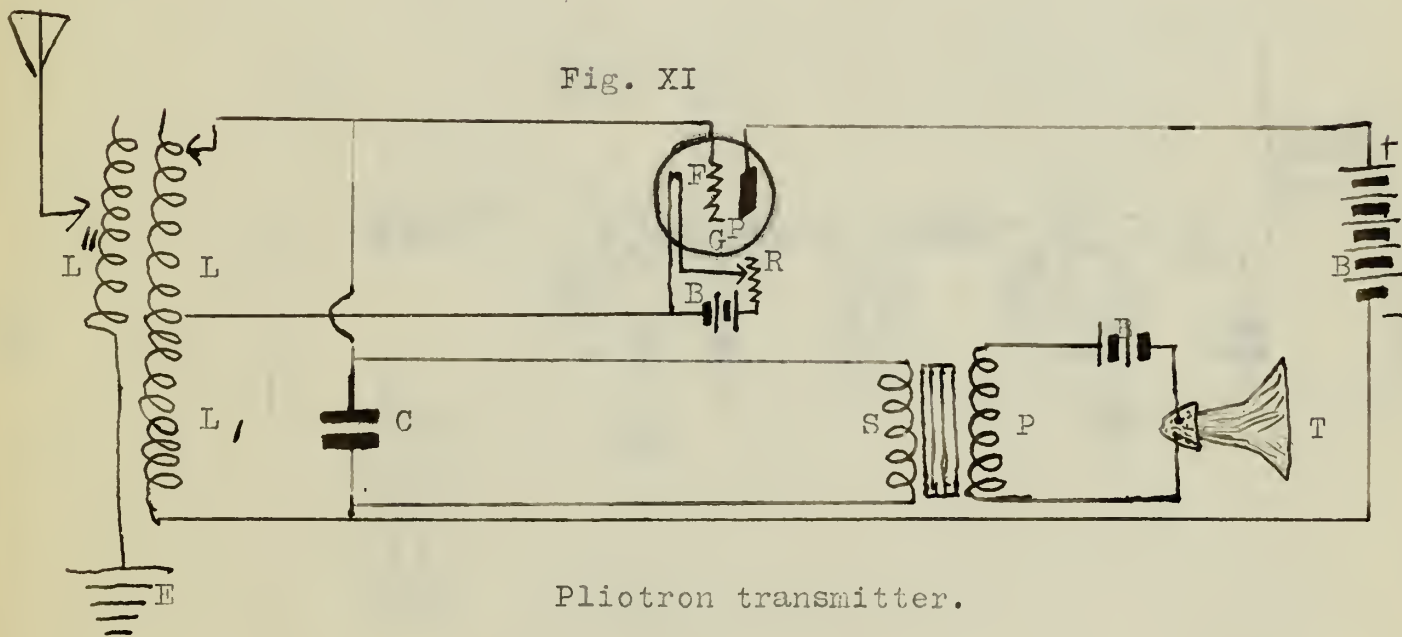 Fig. XI
+
F
G P
R
L" L B B
-
B
L, C S P T
E
Pliotron transmitter.